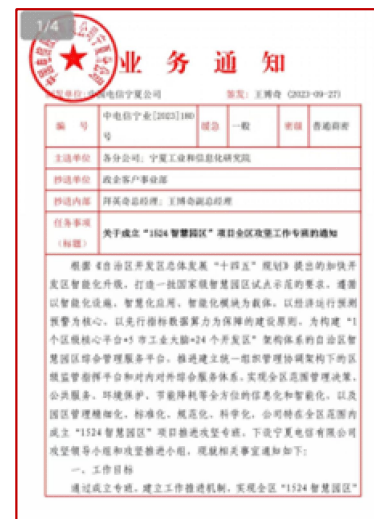 1/4
业务通知
中国电信宁夏公司
签发：王博奇（2023-09-27）
编 号 中电信宁业[2023]180号 缓急 一般 密级 普通商密
主送单位 各分公司；宁夏工业和信息化研究院
抄送单位 政企客户事业部
抄送内部 拜英奇总经理；王博奇副总经理
任务事项（标题） 关于成立“1524智慧园区”项目全区攻坚工作专班的通知
根据《自治区开发区总体发展“十四五”规划》提出的加快开
发区智能化升级，打造一批国家级智慧园区试点示范的要求，遵循
以智能化设施、智慧化应用、智能化模块为载体，以经济运行预测
预警为核心，以先行指标数据算力为保障的建设原则，为构建“1
个区级核心平台+5市工业大脑+24个开发区”架构体系的自治区智
慧园区综合管理服务平台，推进建立统一组织管理协调架构下的区
级监管指挥平台和对内对外综合服务体系，实现全区范围管理决策、
公共服务、环境保护、节能降耗等全方位的信息化和智能化，以及
园区管理精细化、标准化、规范化、科学化，公司特在全区范围内
成立“1524智慧园区”项目推进攻坚专班，下设宁夏电信有限公司
攻坚领导小组和攻坚推进小组，现就相关事宜通知如下：
一、工作目标
通过成立专班，建立工作推进机制，实现全区“1524智慧园区”